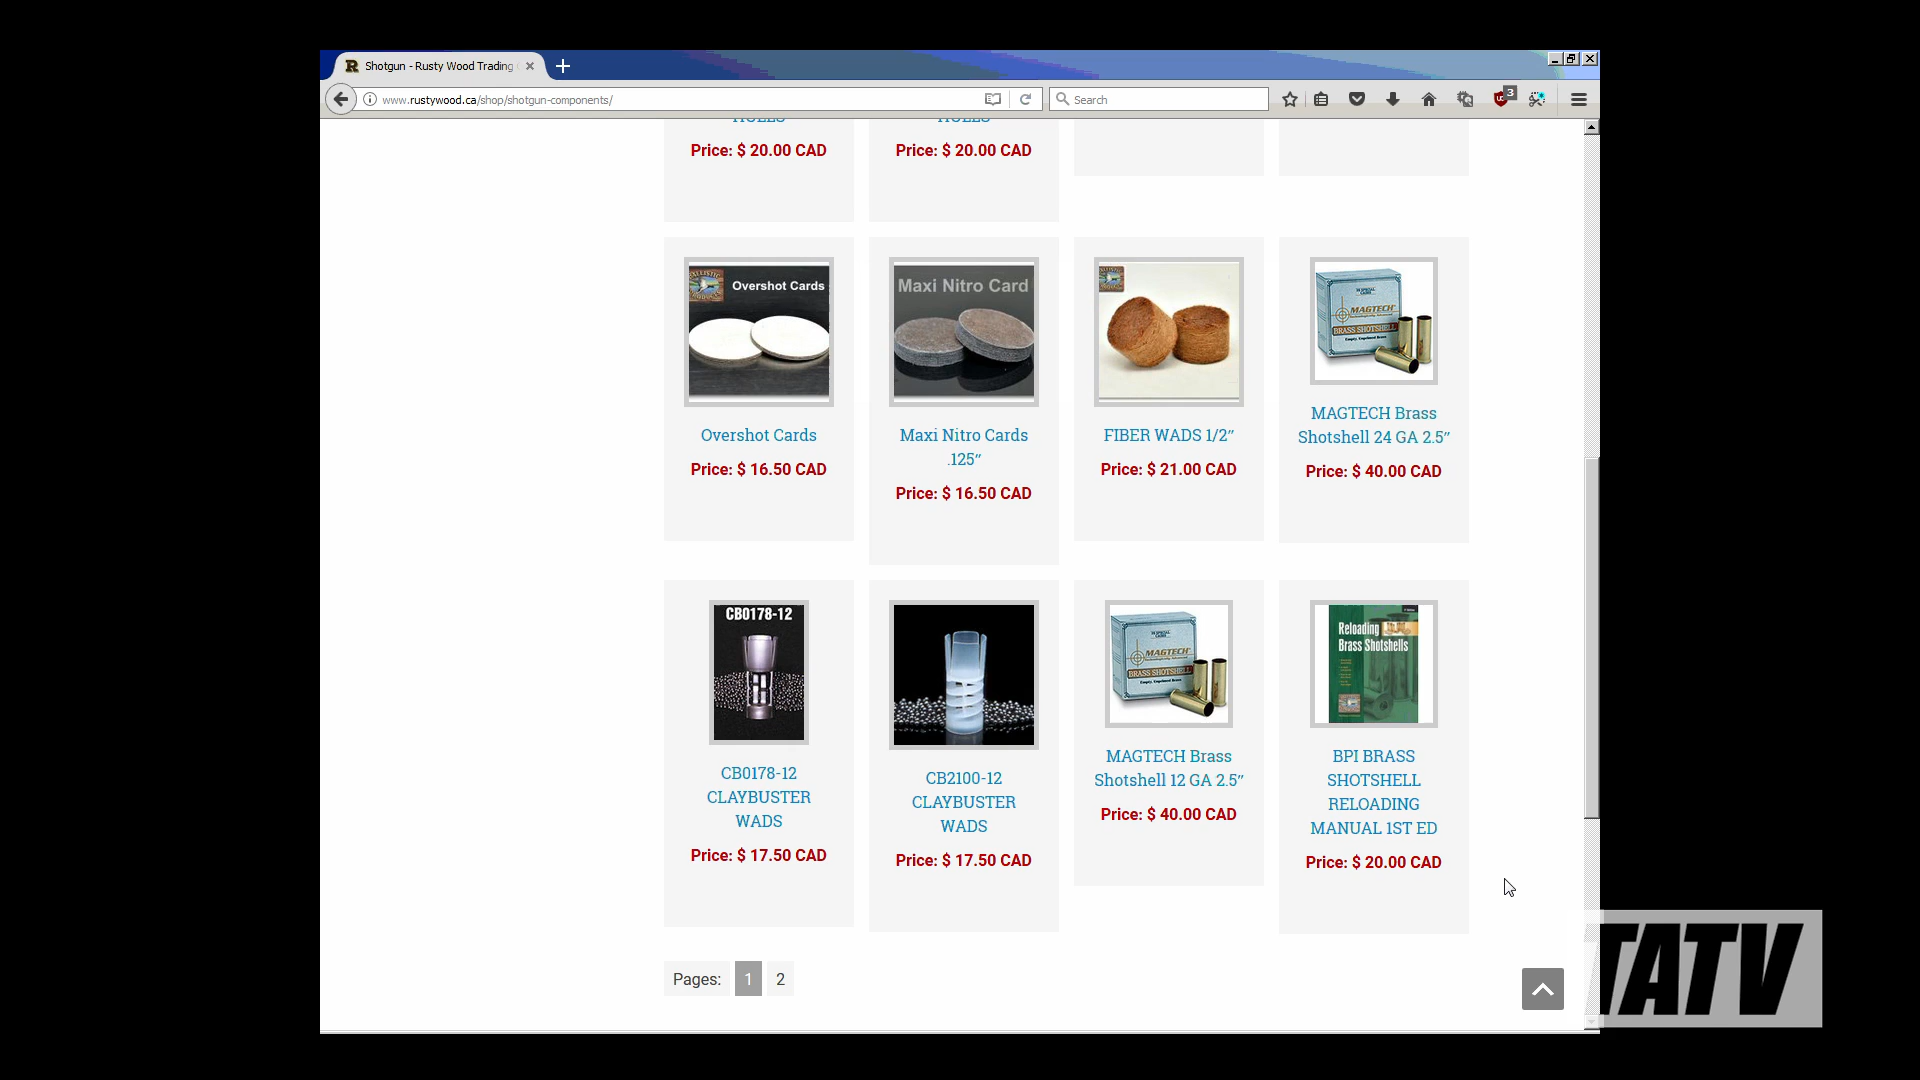 Shotgun - Rusty Wood Trading
www.rustywood.ca/shop/shotgun-components/
Search
3
HOLES
HOLES
Price: $ 20.00 CAD
Price: $ 20.00 CAD
Overshot Cards
Maxi Nitro Card
MAGTECH
BRASS SHOTSHELL
Overshot Cards
Price: $ 16.50 CAD
Maxi Nitro Cards
.125″
Price: $ 16.50 CAD
FIBER WADS 1/2″
Price: $ 21.00 CAD
MAGTECH Brass
Shotshell 24 GA 2.5″
Price: $ 40.00 CAD
CB0178-12
MAGTECH
BRASS SHOTSHELL
Reloading
Brass Shotshells
CB0178-12
CLAYBUSTER
WADS
Price: $ 17.50 CAD
CB2100-12
CLAYBUSTER
WADS
Price: $ 17.50 CAD
MAGTECH Brass
Shotshell 12 GA 2.5″
Price: $ 40.00 CAD
BPI BRASS
SHOTSHELL
RELOADING
MANUAL 1ST ED
Price: $ 20.00 CAD
Pages: 1 2
TATV